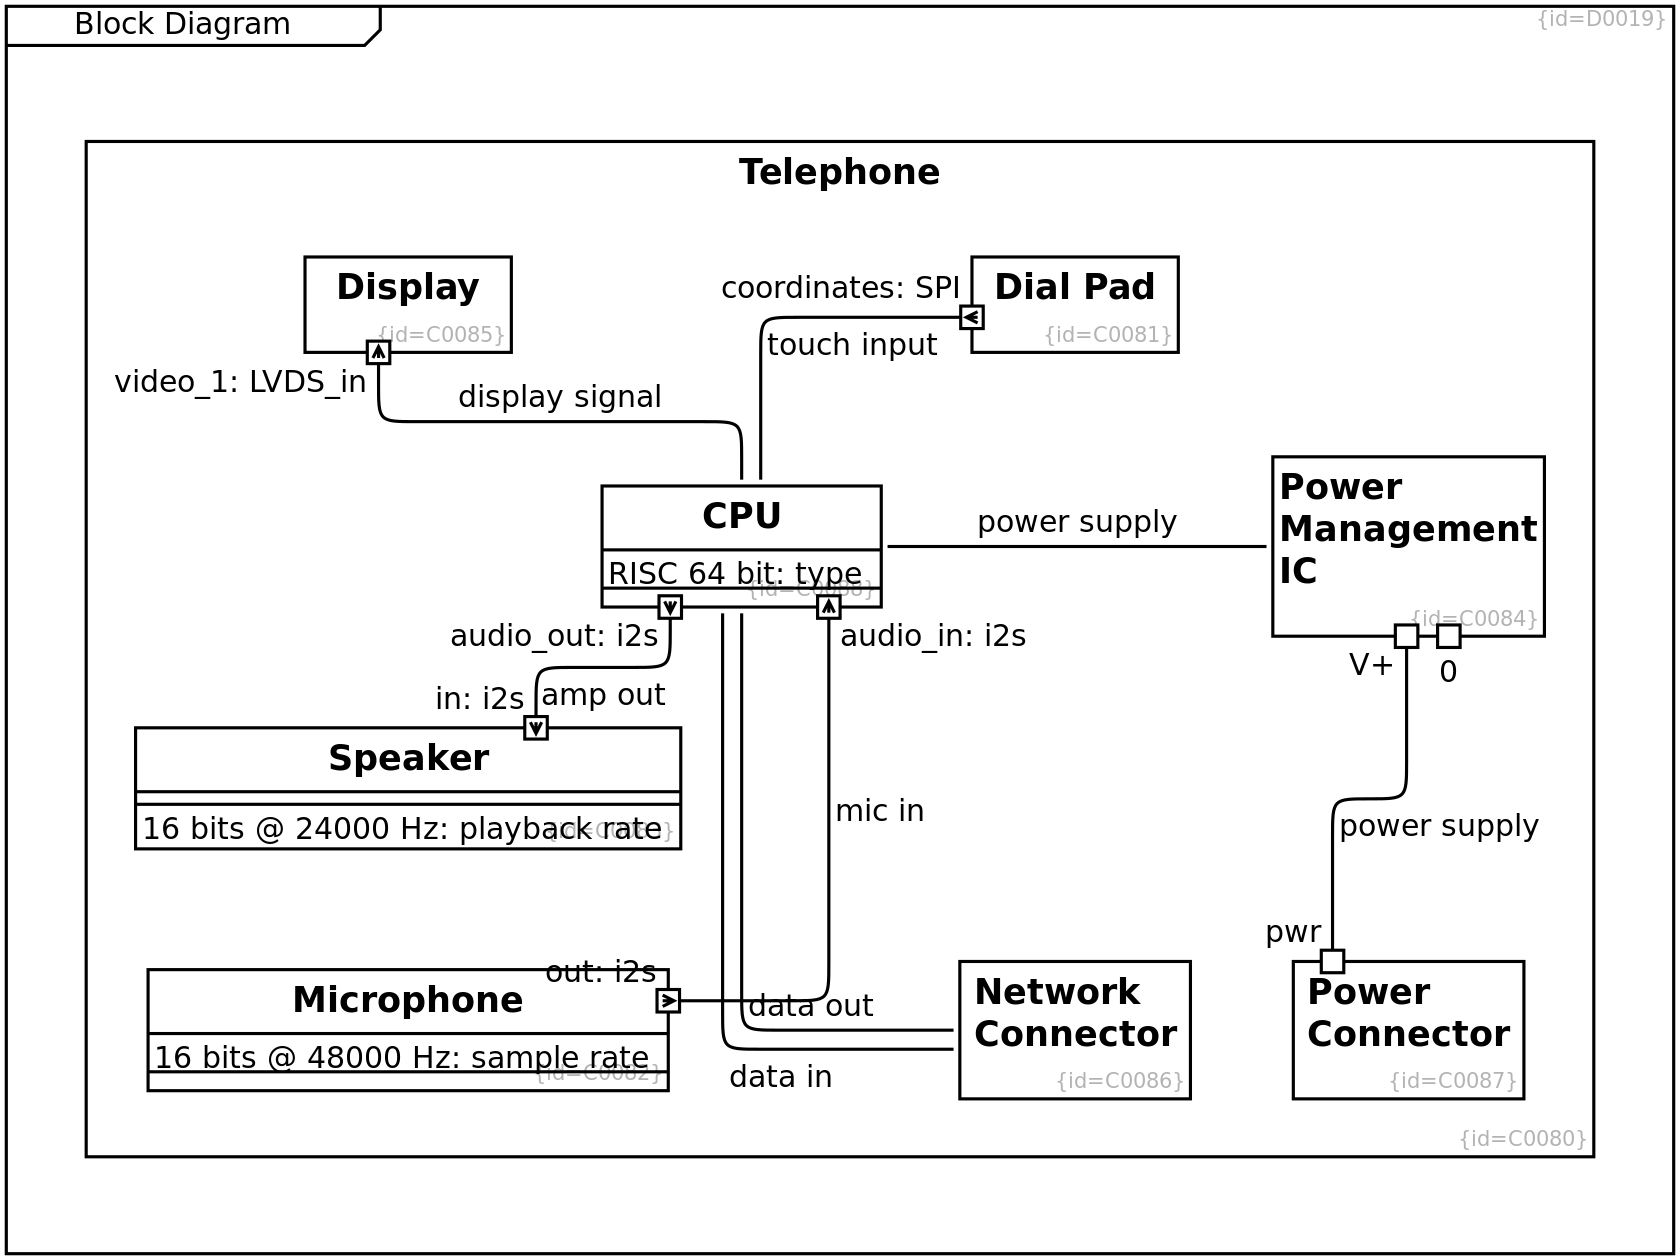 Block Diagram
{id=D0019}
Telephone
Display
{id=C0085}
video_1: LVDS_in
display signal
coordinates: SPI
Dial Pad
{id=C0081}
touch input
CPU
RISC 64 bit: type
{id=C0088}
audio_out: i2s
audio_in: i2s
power supply
Power
Management
IC
{id=C0084}
V+
0
in: i2s
amp out
Speaker
16 bits @ 24000 Hz: playback rate
mic in
power supply
pwr
out: i2s
Microphone
16 bits @ 48000 Hz: sample rate
{id=C0082}
data out
data in
Network
Connector
{id=C0086}
Power
Connector
{id=C0087}
{id=C0080}